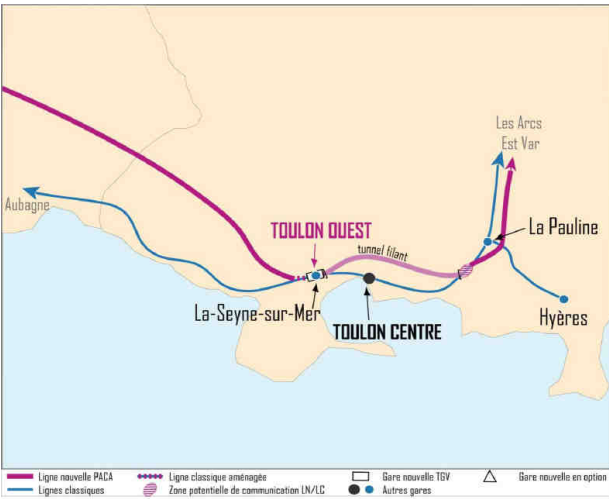 Les Arcs
Est Var
Aubagne
La Pauline
TOULON OUEST
tunnel filant
La-Seyne-sur-Mer
TOULON CENTRE
Hyères
Ligne nouvelle PACA
Ligne classique aménagée
Gare nouvelle TGV
Gare nouvelle en option
Lignes classiques
Zone potentielle de communication LN/LC
Autres gares